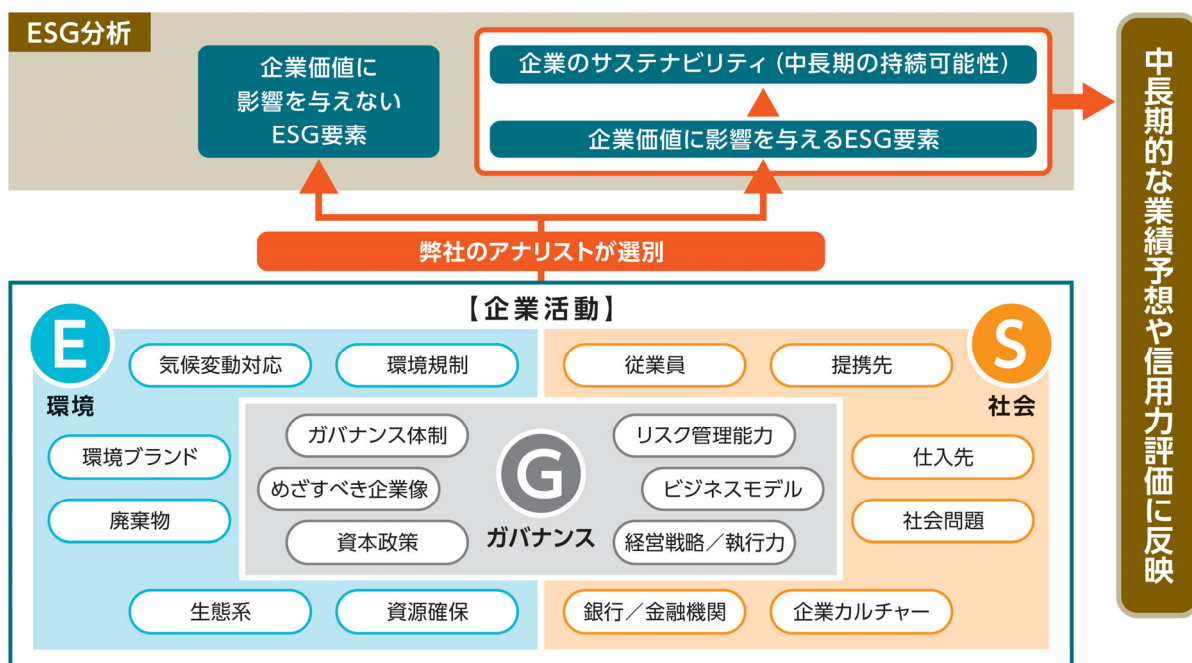 ESG分析
企業価値に
影響を与えない
ESG要素
企業のサステナビリティ（中長期の持続可能性）
企業価値に影響を与えるESG要素
中長期的な業績予想や信用力評価に反映
弊社のアナリストが選別
【企業活動】
E
環境
S
社会
気候変動対応
環境規制
従業員
提携先
環境ブランド
廃棄物
ガバナンス体制
めざすべき企業像
資本政策
G
ガバナンス
リスク管理能力
ビジネスモデル
経営戦略／執行力
仕入先
社会問題
生態系
資源確保
銀行／金融機関
企業カルチャー